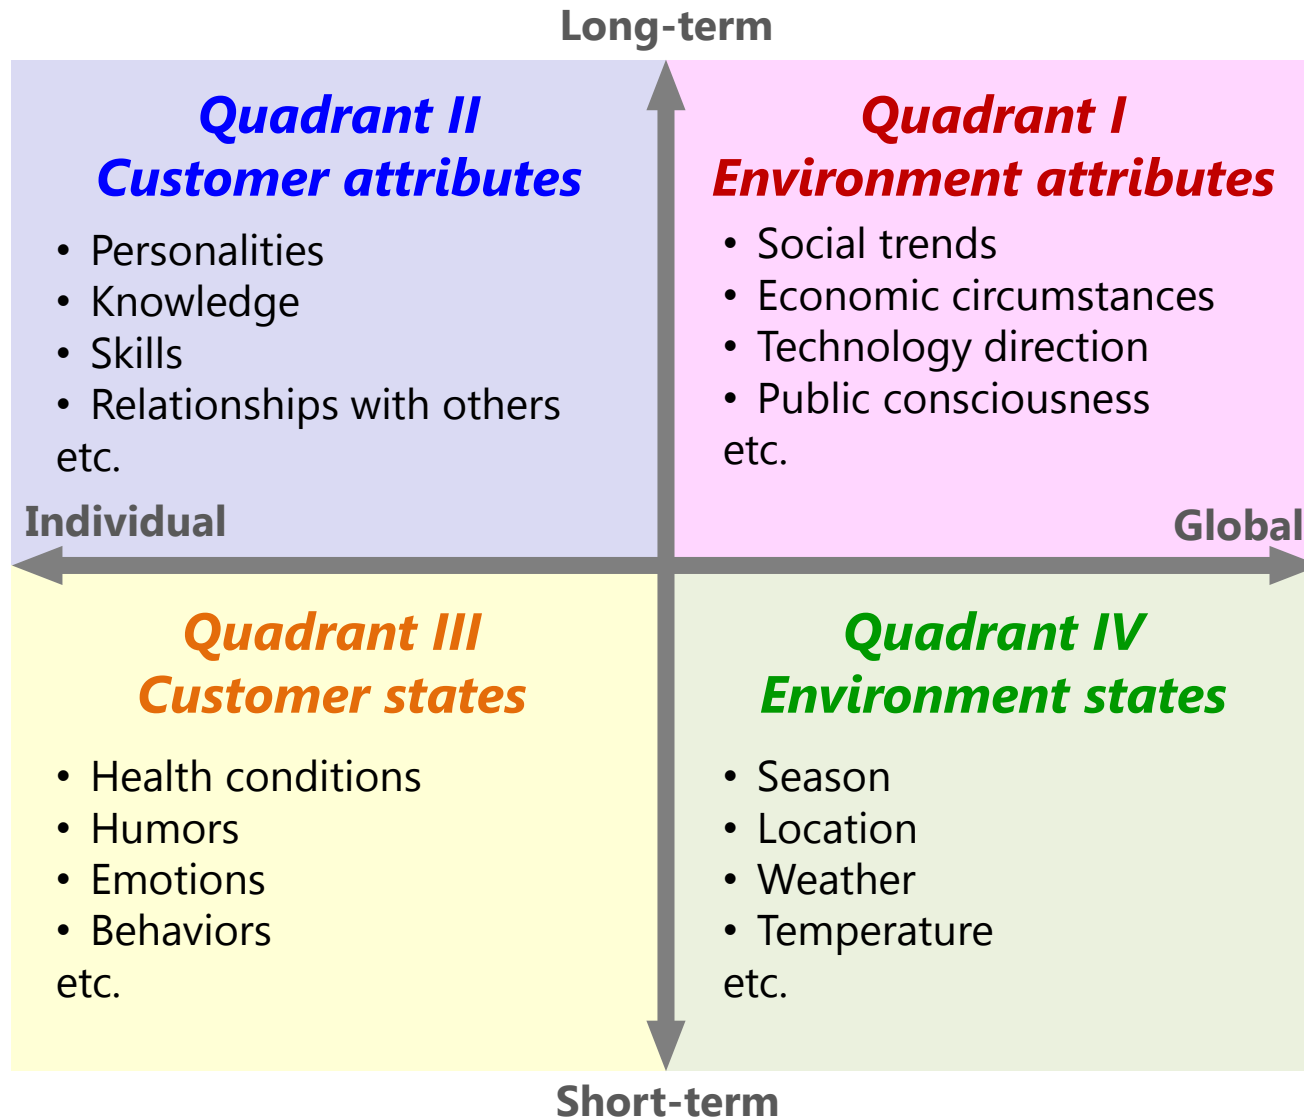 Long-term
Quadrant II
Customer attributes
• Personalities
• Knowledge
• Skills
• Relationships with others
etc.
Quadrant I
Environment attributes
• Social trends
• Economic circumstances
• Technology direction
• Public consciousness
etc.
Individual
Global
Quadrant III
Customer states
• Health conditions
• Humors
• Emotions
• Behaviors
etc.
Quadrant IV
Environment states
• Season
• Location
• Weather
• Temperature
etc.
Short-term